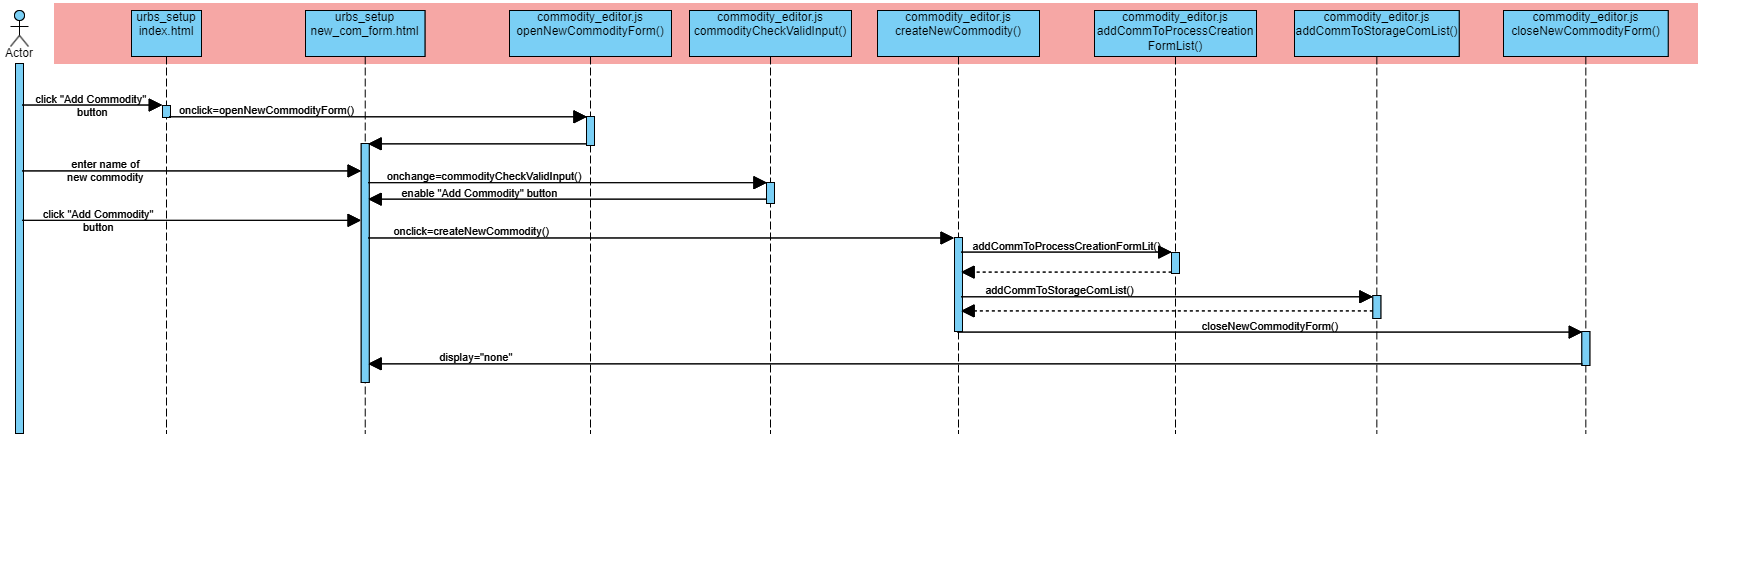 Actor
urbs_setup
index.html
urbs_setup
new_com_form.html
commodity_editor.js
openNewCommodityForm()
commodity_editor.js
commodityCheckValidInput()
commodity_editor.js
createNewCommodity()
commodity_editor.js
addCommToProcessCreation
FormList()
commodity_editor.js
addCommToStorageComList()
commodity_editor.js
closeNewCommodityForm()
click "Add Commodity"
button
onclick=openNewCommodityForm()
enter name of
new commodity
onchange=commodityCheckValidInput()
enable "Add Commodity" button
click "Add Commodity"
button
onclick=createNewCommodity()
addCommToProcessCreationFormLit()
addCommToStorageComList()
closeNewCommodityForm()
display="none"